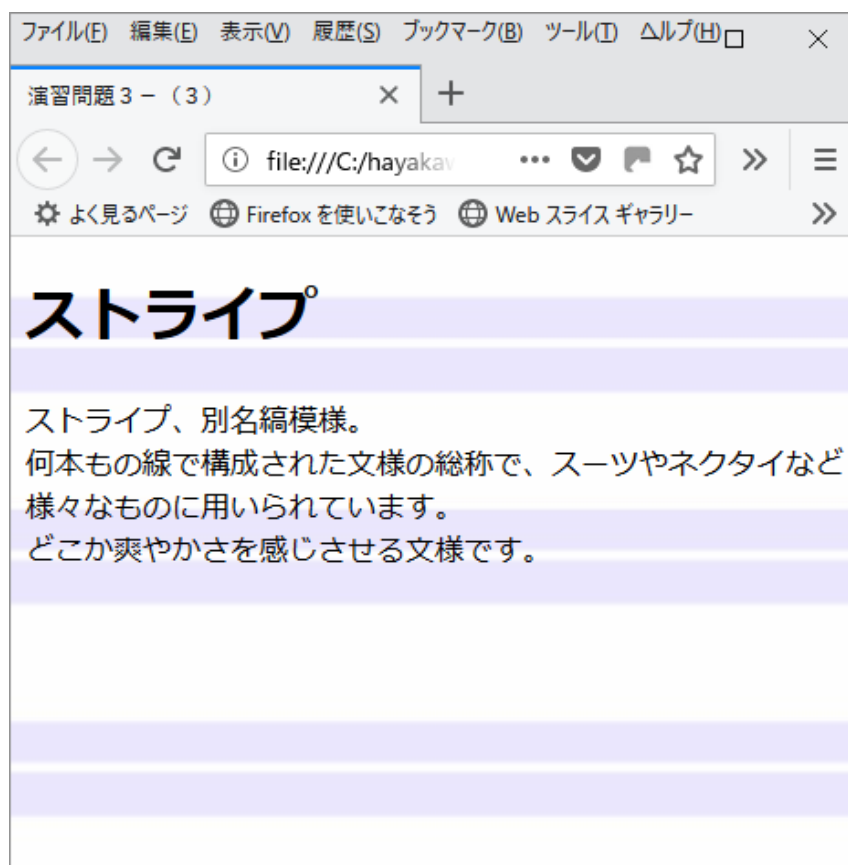 ファイル(F) 編集(E) 表示(V) 履歴(S) ブックマーク(B) ツール(T) ヘルプ(H)
演習問題3－(3)
file:///C:/hayakaw
よく見るページ Firefox を使いこなそう Web スライス ギャラリー
ストライプ
ストライプ、別名縞模様。
何本もの線で構成された文様の総称で、スーツやネクタイなど
様々なものに用いられています。
どこか爽やかさを感じさせる文様です。